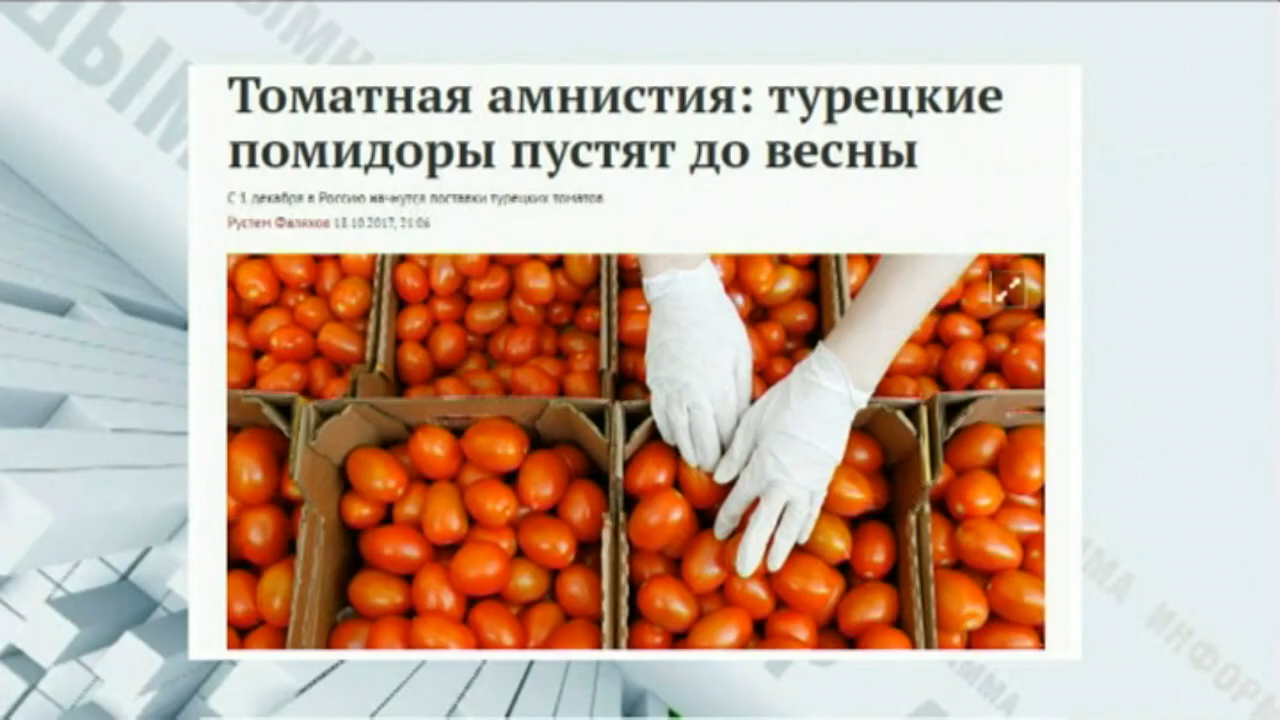 Томатная амнистия: турецкие
помидоры пустят до весны
С 1 декабря в Россию начнутся поставки турецких томатов
Рустем Фаляхов 18.10.2017, 21:06